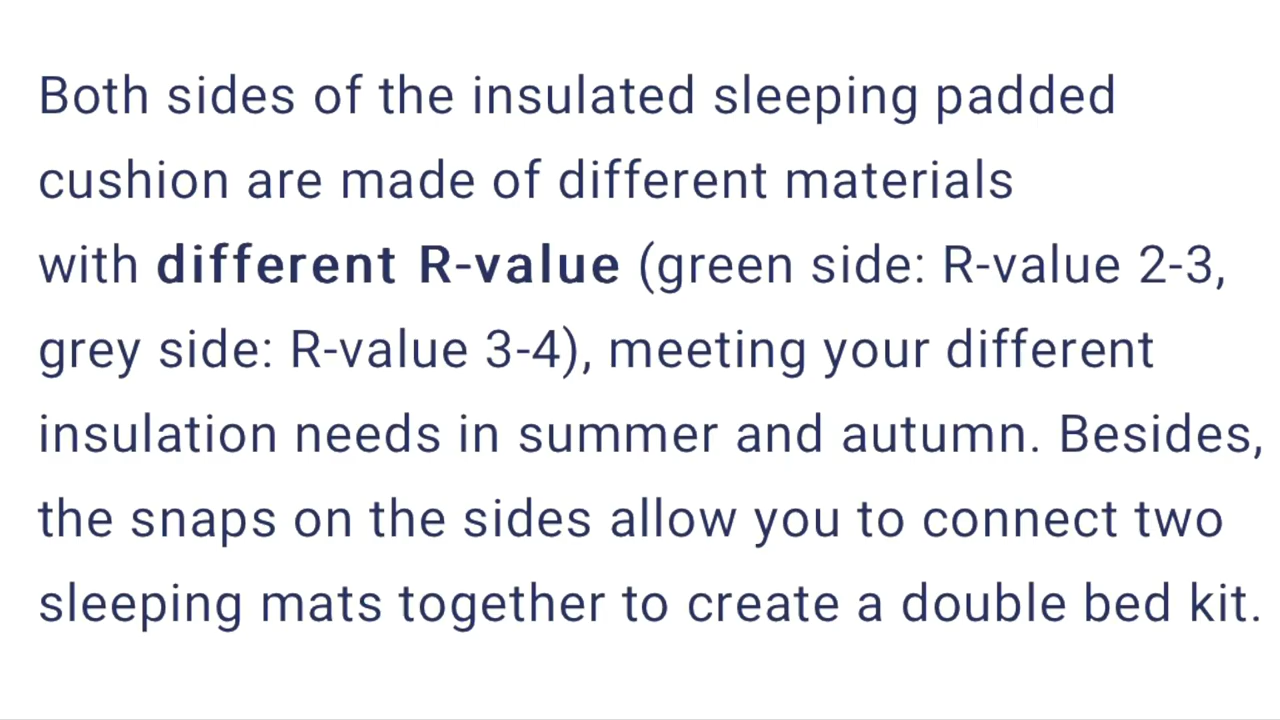 Both sides of the insulated sleeping padded
cushion are made of different materials
with different R-value (green side: R-value 2-3,
grey side: R-value 3-4), meeting your different
insulation needs in summer and autumn. Besides,
the snaps on the sides allow you to connect two
sleeping mats together to create a double bed kit.